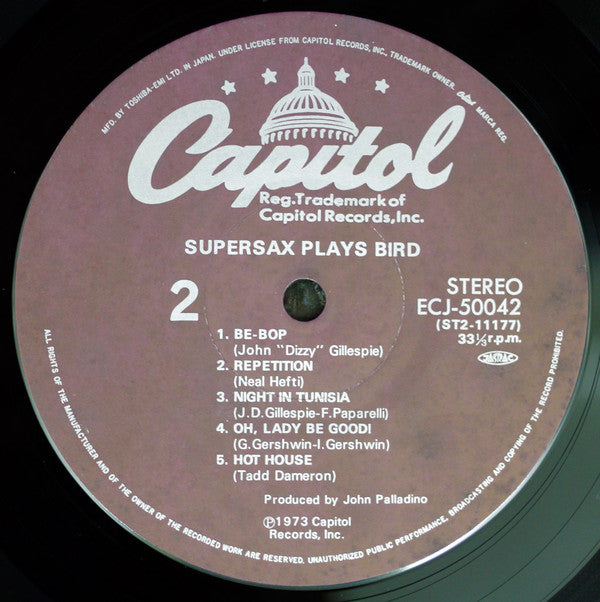 MFD. BY TOSHIBA-EMI LTD. IN JAPAN. UNDER LICENSE FROM CAPITOL RECORDS, INC., TRADEMARK OWNER. Capitol MARCA REG.
Capitol
Reg. Trademark of
Capitol Records, Inc.
SUPERSAX PLAYS BIRD
2
STEREO
ECJ-50042
(ST2-11177)
33⅓ r.p.m.
JASRAC
1. BE-BOP
(John "Dizzy" Gillespie)
2. REPETITION
(Neal Hefti)
3. NIGHT IN TUNISIA
(J.D.Gillespie-F.Paparelli)
4. OH, LADY BE GOOD!
(G.Gershwin-I.Gershwin)
5. HOT HOUSE
(Tadd Dameron)
Produced by John Palladino
℗1973 Capitol
Records, Inc.
ALL RIGHTS OF THE MANUFACTURER AND OF THE OWNER OF THE RECORDED WORK ARE RESERVED. UNAUTHORIZED PUBLIC PERFORMANCE, BROADCASTING AND COPYING OF THE RECORD PROHIBITED.